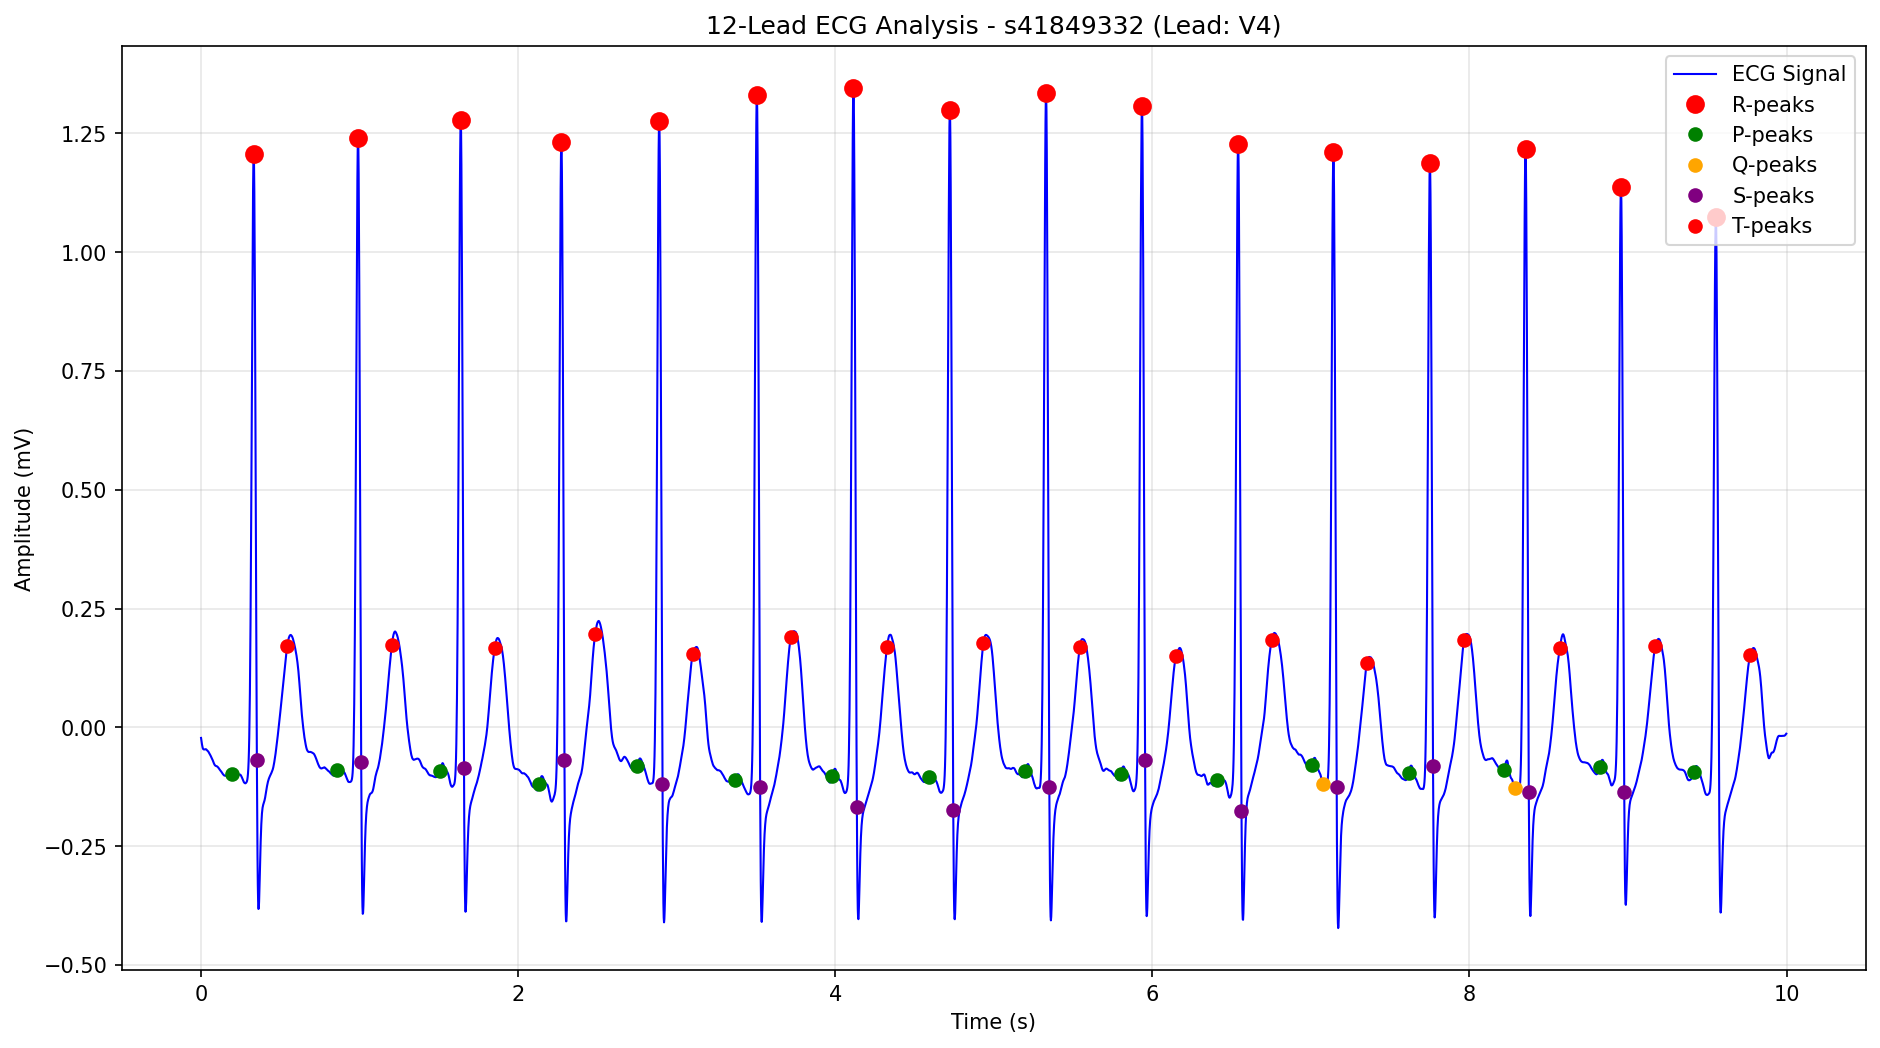 12-Lead ECG Analysis - s41849332 (Lead: V4)
ECG Signal
R-peaks
P-peaks
Q-peaks
S-peaks
T-peaks
Amplitude (mV)
1.25
1.00
0.75
0.50
0.25
0.00
−0.25
−0.50
0 2 4 6 8 10
Time (s)